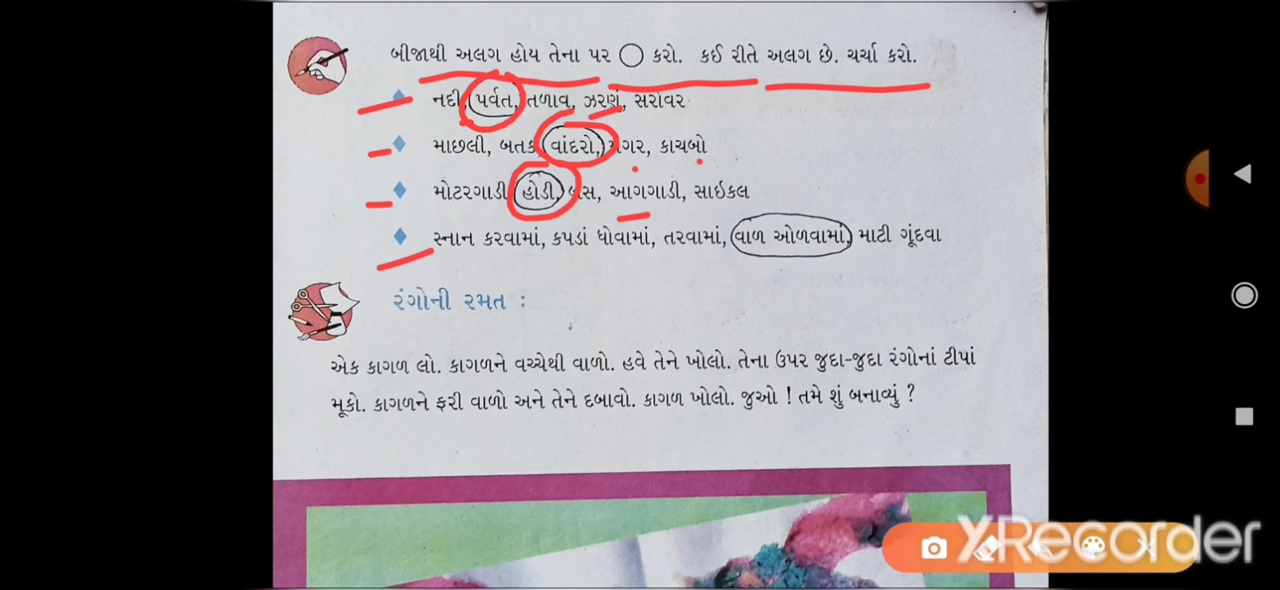 બીજાથી અલગ હોય તેના પર ◯ કરો. કઈ રીતે અલગ છે. ચર્ચા કરો.
નદી, પર્વત, તળાવ, ઝરણું, સરોવર
માછલી, બતક, વાંદરો, મગર, કાચબો
મોટરગાડી, હોડી, બસ, આગગાડી, સાઇકલ
સ્નાન કરવામાં, કપડાં ધોવામાં, તરવામાં, વાળ ઓળવામાં, માટી ગૂંદવા
રંગોની રમત :
એક કાગળ લો. કાગળને વચ્ચેથી વાળો. હવે તેને ખોલો. તેના ઉપર જુદા-જુદા રંગોનાં ટીપાં
મૂકો. કાગળને ફરી વાળો અને તેને દબાવો. કાગળ ખોલો. જુઓ ! તમે શું બનાવ્યું ?
XRecorder